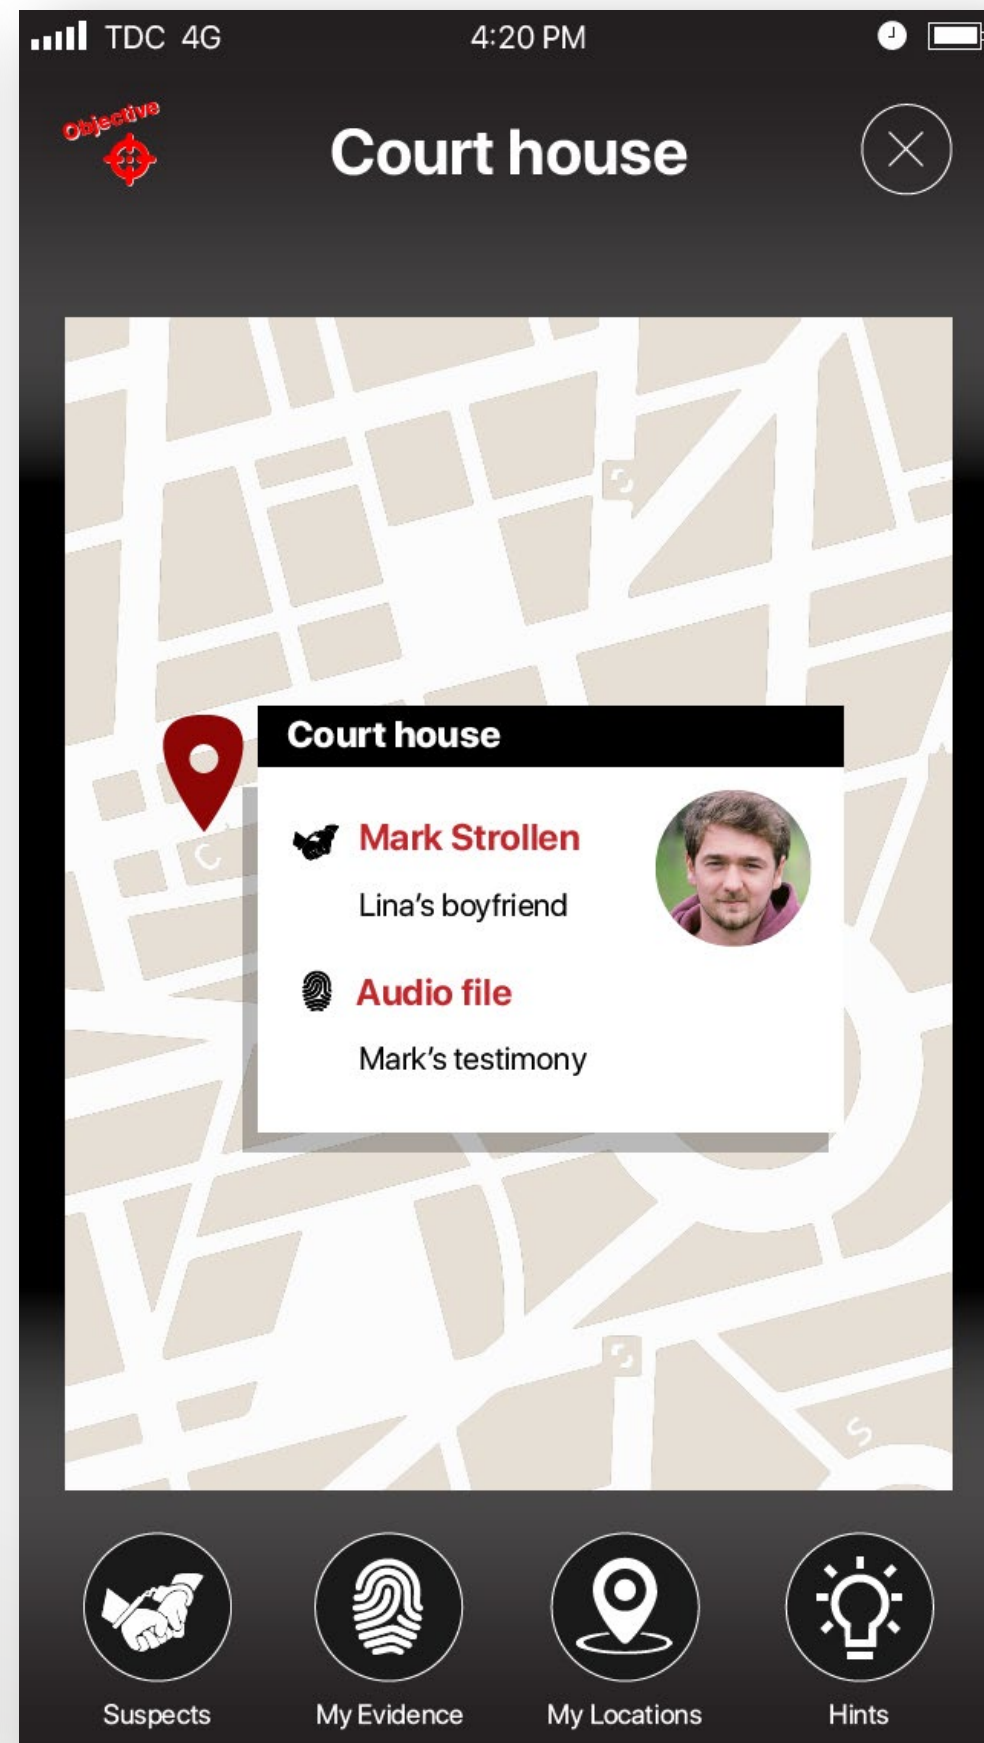 TDC 4G 4:20 PM
Objective
Court house
Court house
Mark Strollen
Lina's boyfriend
Audio file
Mark's testimony
C
S
Suspects My Evidence My Locations Hints